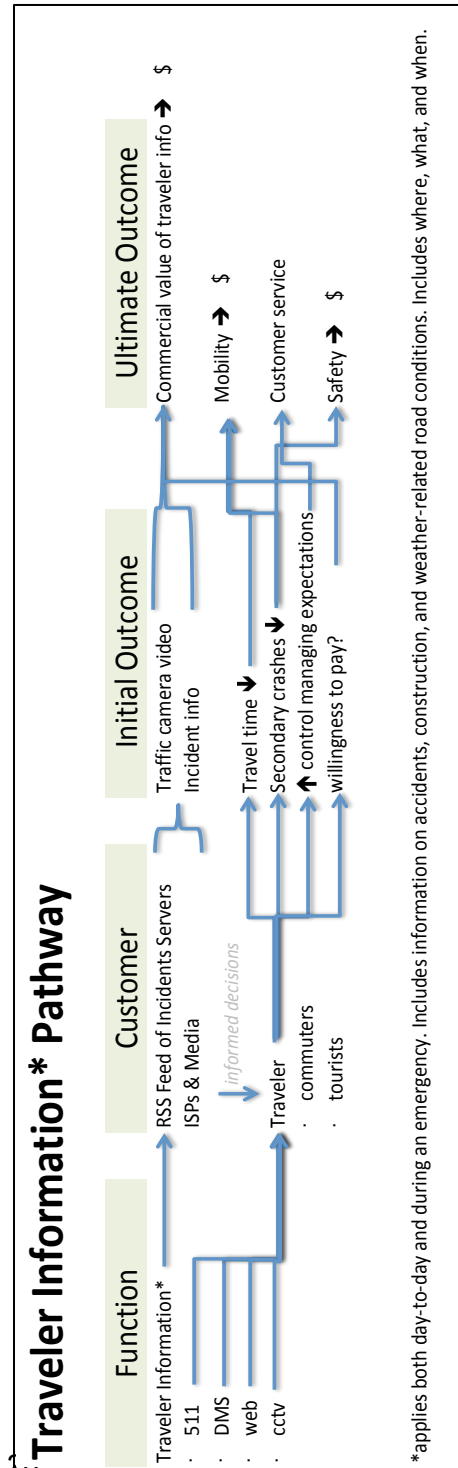 Traveler Information* Pathway
Function
Customer
Initial Outcome
Ultimate Outcome
Traveler Information*
. 511
. DMS
. web
. cctv
RSS Feed of Incidents Servers
ISPs & Media
informed decisions
Traveler
. commuters
. tourists
Traffic camera video
Incident info
Travel time 🡇
Secondary crashes 🡇
🡅 control managing expectations
willingness to pay?
Commercial value of traveler info ➔ $
Mobility ➔ $
Customer service
Safety ➔ $
*applies both day-to-day and during an emergency. Includes information on accidents, construction, and weather-related road conditions. Includes where, what, and when.